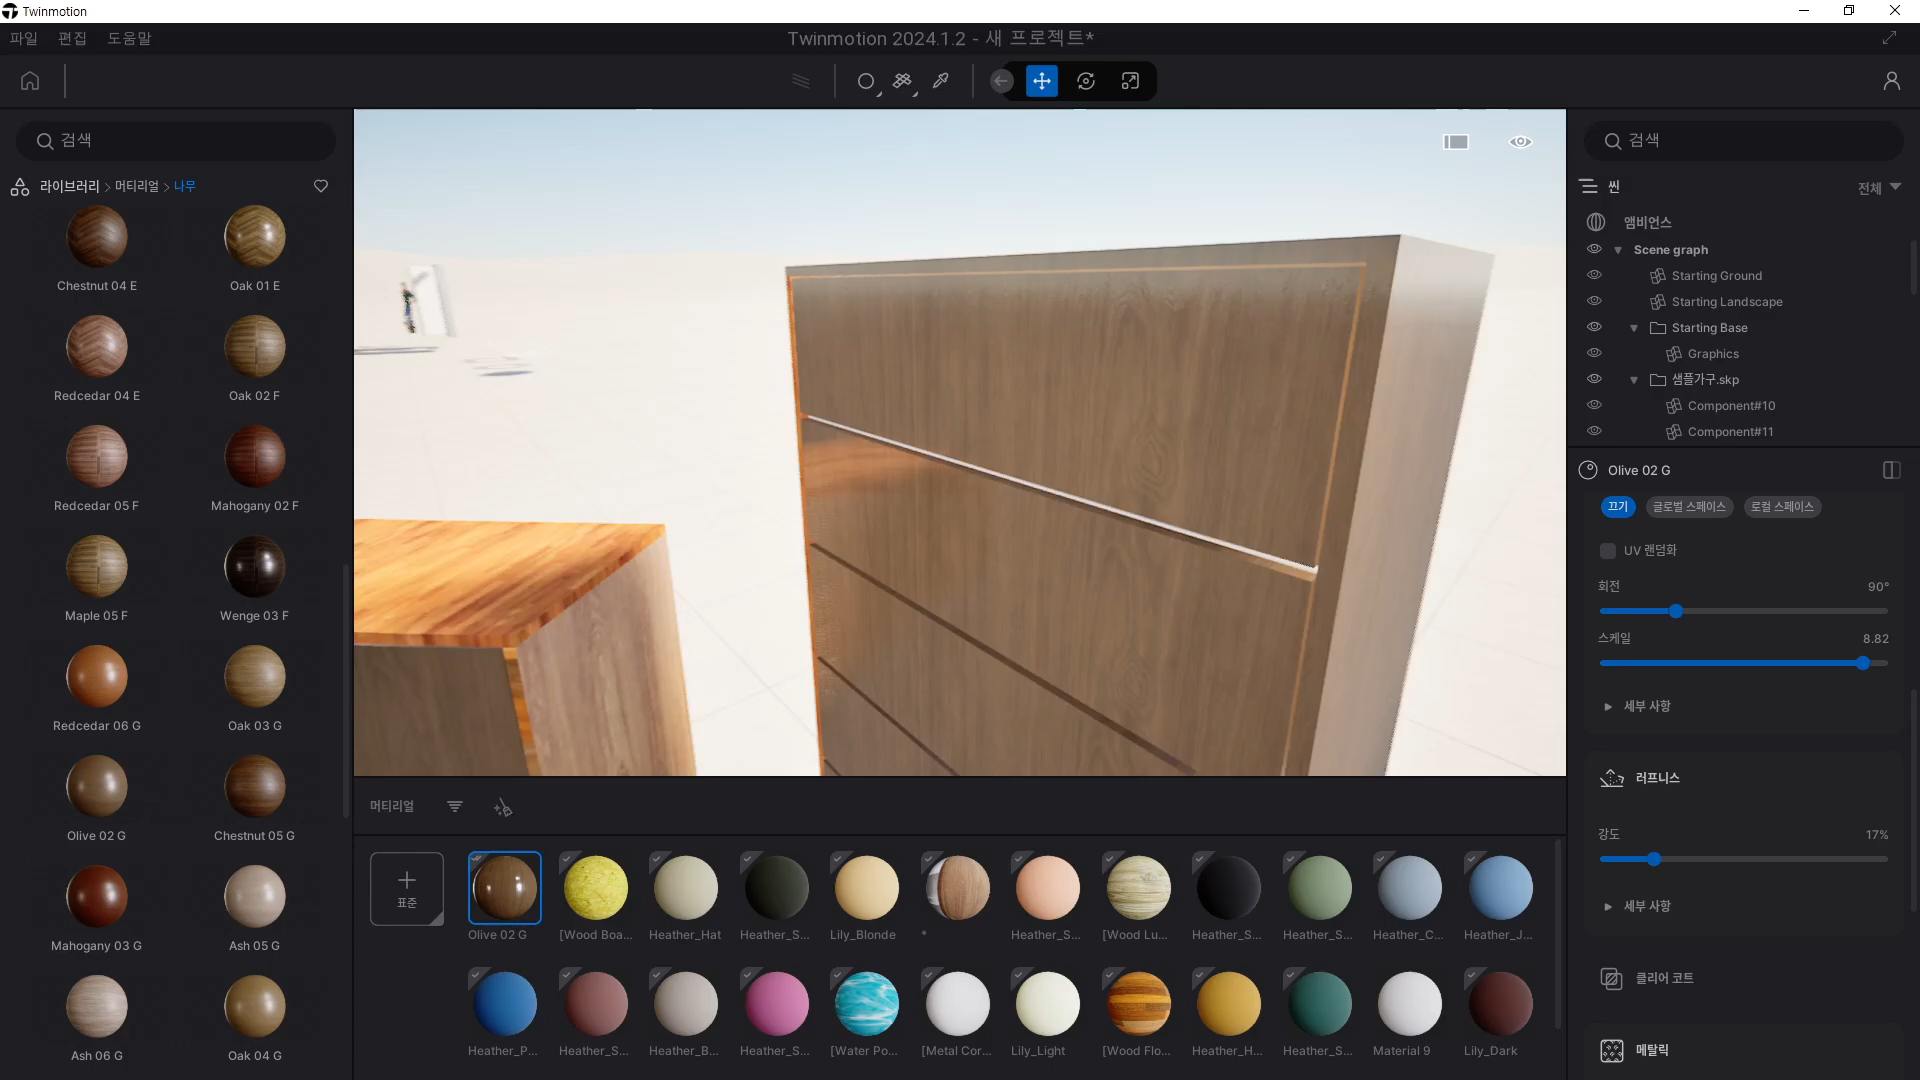 Twinmotion
파일 편집 도움말
Twinmotion 2024.1.2 - 새 프로젝트*
검색
라이브러리 > 머티리얼 > 나무
Chestnut 04 E
Oak 01 E
Redcedar 04 E
Oak 02 F
Redcedar 05 F
Mahogany 02 F
Maple 05 F
Wenge 03 F
Redcedar 06 G
Oak 03 G
Olive 02 G
Chestnut 05 G
Mahogany 03 G
Ash 05 G
Ash 06 G
Oak 04 G
머티리얼
표준
Olive 02 G
[Wood Boa...
Heather_Hat
Heather_S...
Lily_Blonde
*
Heather_S...
[Wood Lu...
Heather_S...
Heather_S...
Heather_C...
Heather_J...
Heather_P...
Heather_S...
Heather_B...
Heather_S...
[Water Po...
[Metal Cor...
Lily_Light
[Wood Flo...
Heather_H...
Heather_S...
Material 9
Lily_Dark
검색
씬
전체
앰비언스
Scene graph
Starting Ground
Starting Landscape
Starting Base
Graphics
샘플가구.skp
Component#10
Component#11
Olive 02 G
끄기
글로벌 스페이스
로컬 스페이스
UV 랜덤화
회전 90°
스케일 8.82
세부 사항
러프니스
강도 17%
세부 사항
클리어 코트
메탈릭